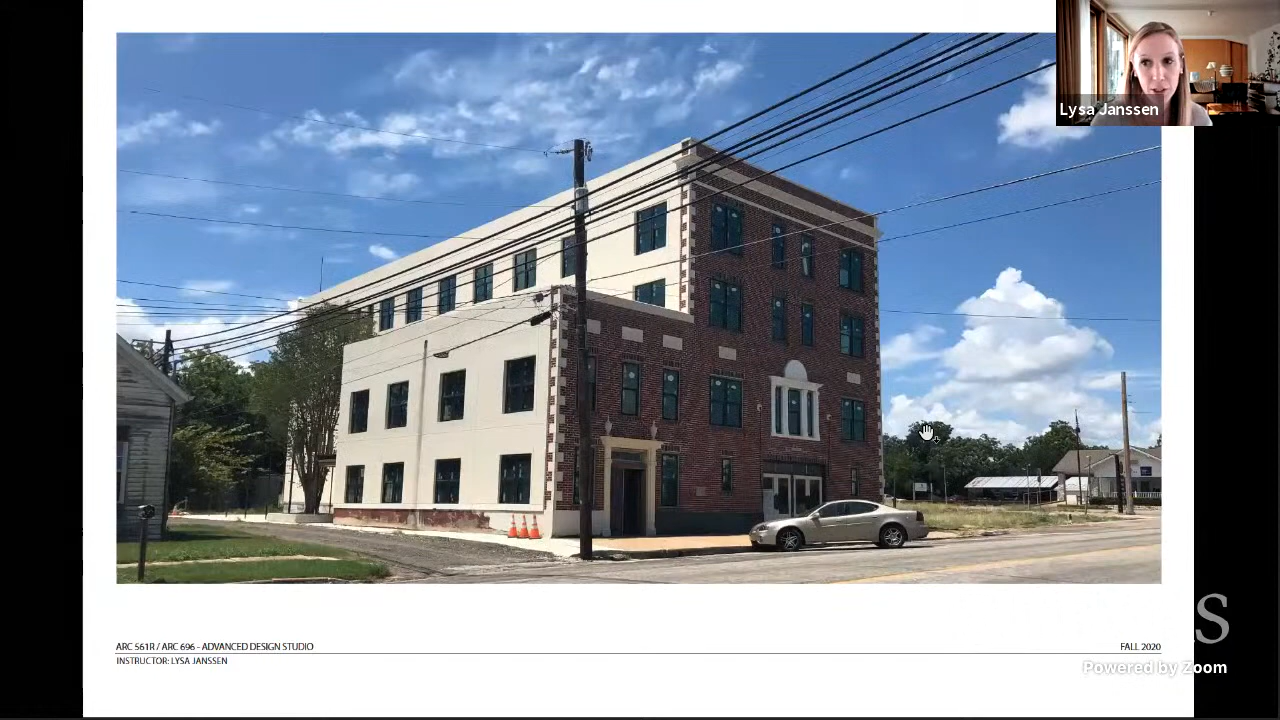 Lysa Janssen
ARC 561R / ARC 696 - ADVANCED DESIGN STUDIO
FALL 2020
INSTRUCTOR: LYSA JANSSEN
S
Powered by Zoom